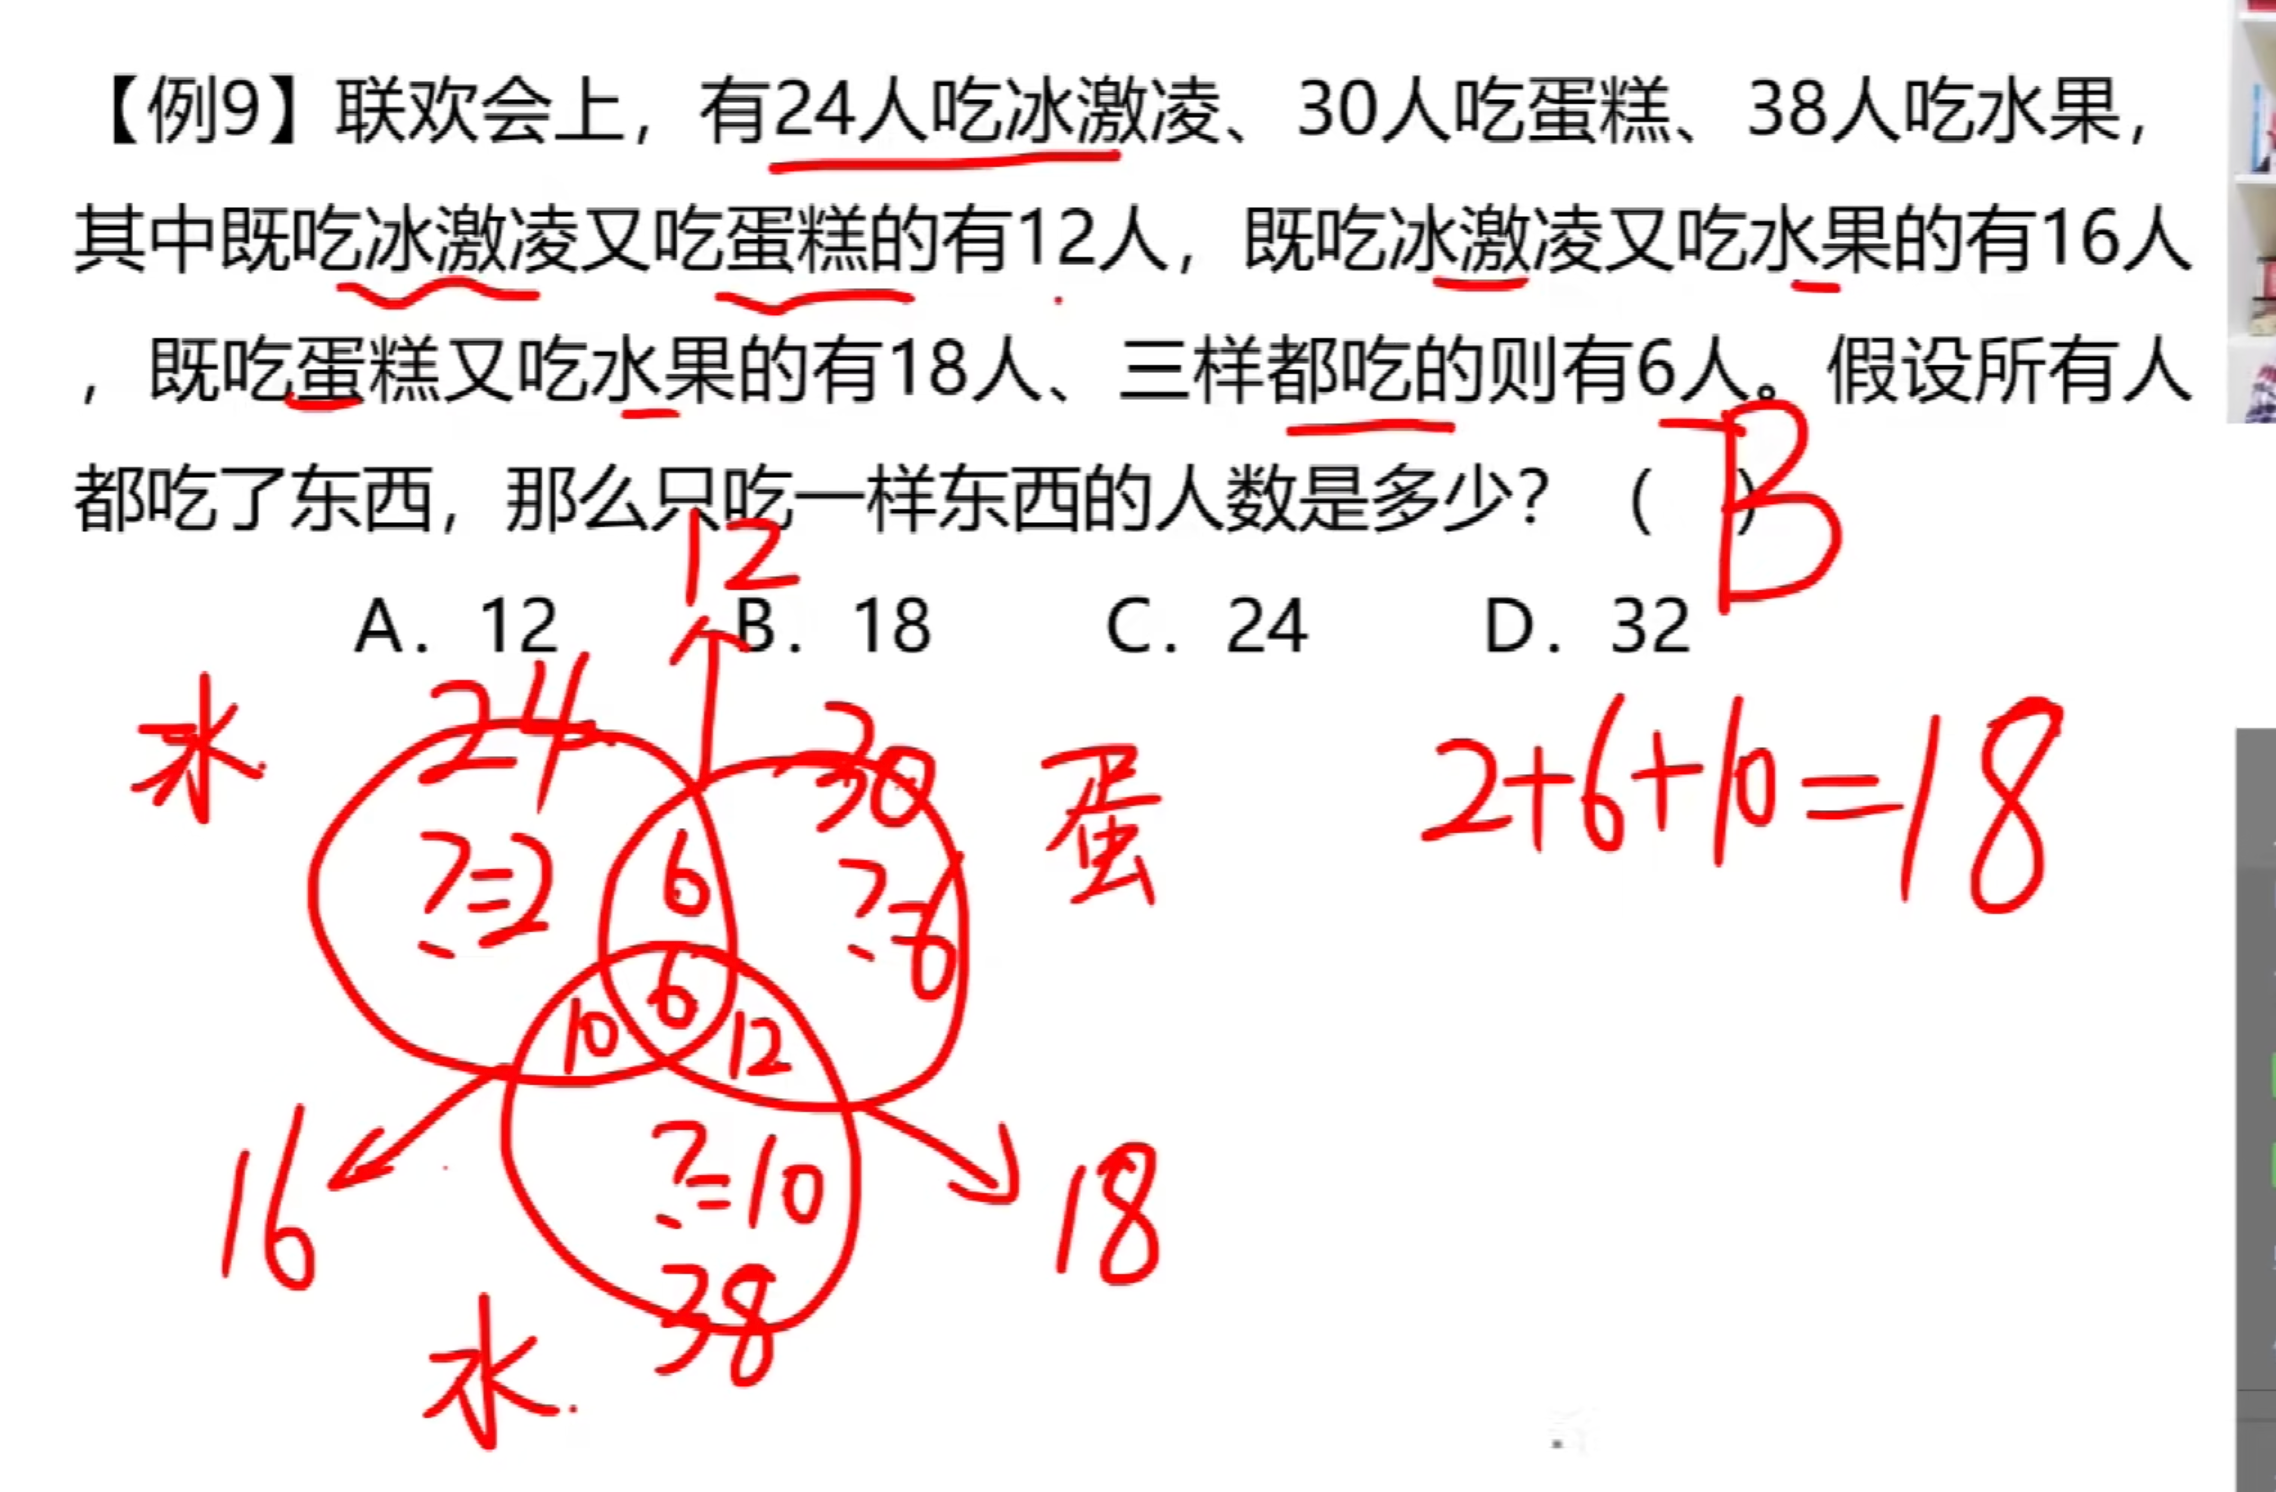 【例9】联欢会上，有24人吃冰激凌、30人吃蛋糕、38人吃水果，
其中既吃冰激凌又吃蛋糕的有12人，既吃冰激凌又吃水果的有16人
，既吃蛋糕又吃水果的有18人、三样都吃的则有6人。假设所有人
都吃了东西，那么只吃一样东西的人数是多少？（ ）
B
12
A. 12 B. 18 C. 24 D. 32
冰 24 30 蛋 2+6+10=18
?=2 6 ?=6
10 6 12
16 ?=10 18
38
水